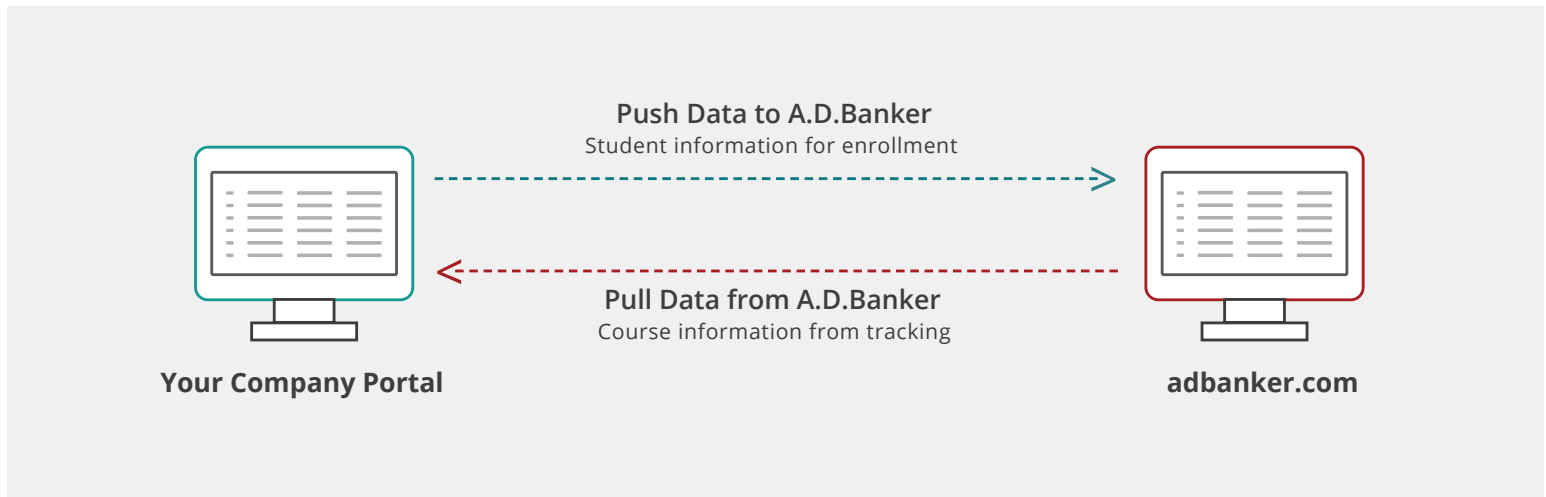 Push Data to A.D.Banker
Student information for enrollment
Pull Data from A.D.Banker
Course information from tracking
Your Company Portal
adbanker.com